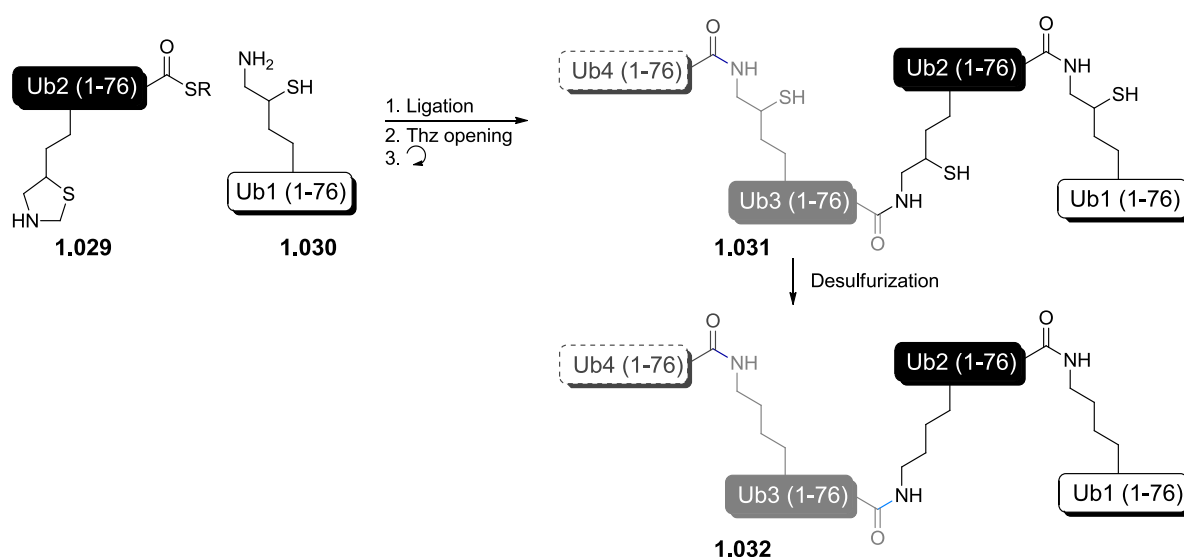 O
Ub2 (1-76)
SR
S
HN
1.029
NH2
SH
Ub1 (1-76)
1.030
1. Ligation
2. Thz opening
3.
O
Ub4 (1-76)
NH
SH
Ub3 (1-76)
O
NH
SH
Ub2 (1-76)
O
NH
SH
Ub1 (1-76)
1.031
Desulfurization
O
Ub4 (1-76)
NH
Ub3 (1-76)
O
NH
Ub2 (1-76)
O
NH
Ub1 (1-76)
1.032